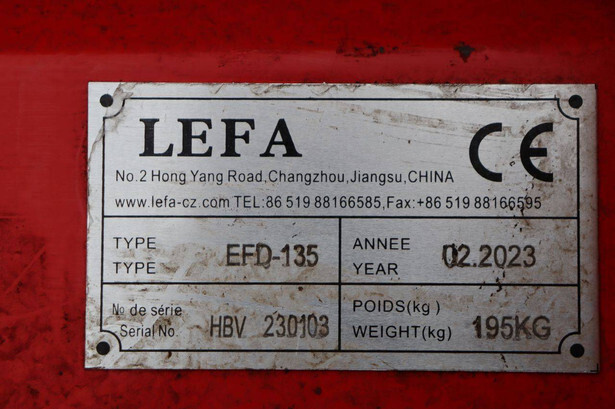 LEFA CE
No.2 Hong Yang Road,Changzhou,Jiangsu,CHINA
www.lefa-cz.com TEL:86 519 88166585,Fax:+86 519 88166595
TYPE
TYPE
EFD-135
ANNEE
YEAR
02.2023
№ de série
Serial No.
HBV 230103
POIDS(kg)
WEIGHT(kg)
195KG